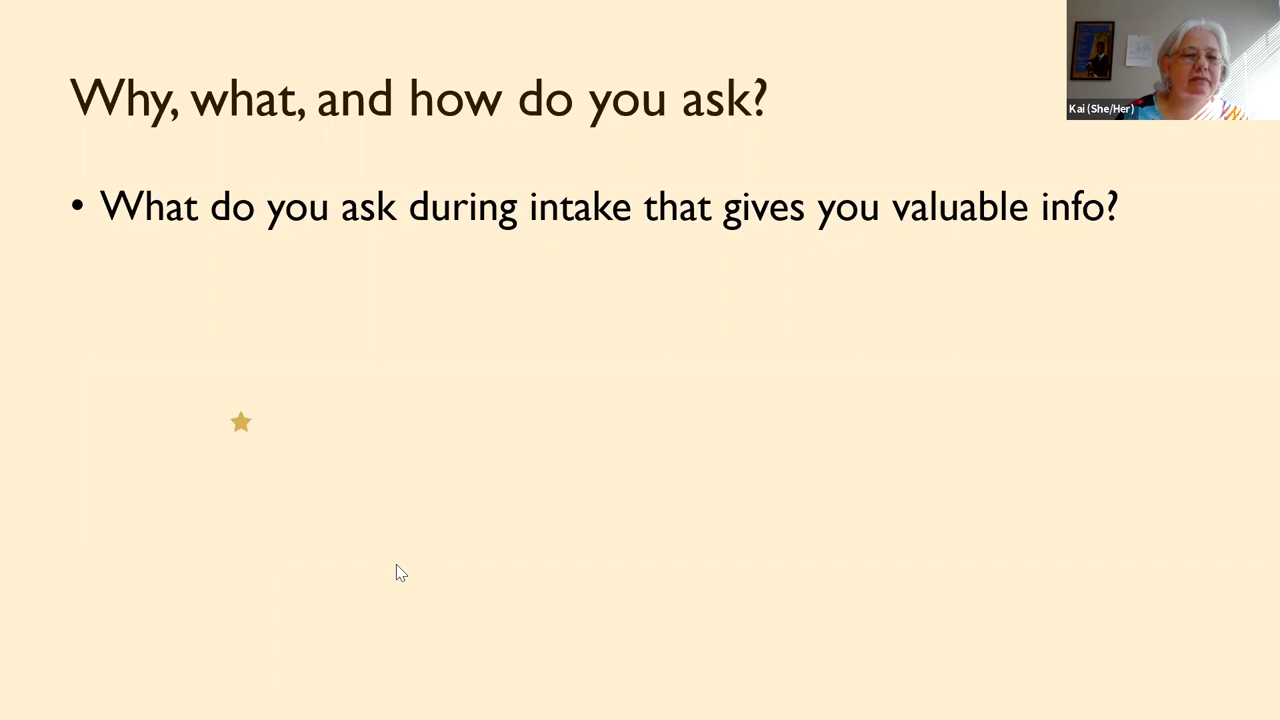 Why, what, and how do you ask?
• What do you ask during intake that gives you valuable info?
Kai (She/Her)